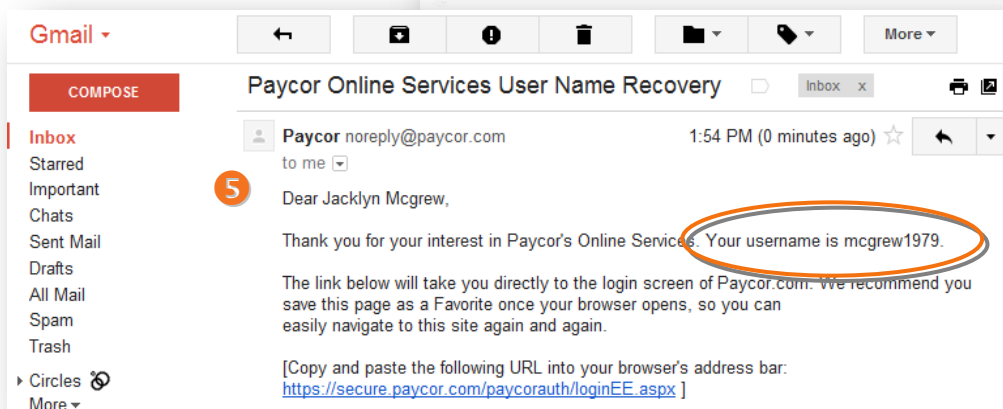 Gmail
More
Paycor Online Services User Name Recovery
Inbox x
COMPOSE
Inbox
Starred
Important
Chats
Sent Mail
Drafts
All Mail
Spam
Trash
Circles
More
Paycor noreply@paycor.com 1:54 PM (0 minutes ago)
to me
5
Dear Jacklyn Mcgrew,
Thank you for your interest in Paycor's Online Services. Your username is mcgrew1979.
The link below will take you directly to the login screen of Paycor.com. We recommend you
save this page as a Favorite once your browser opens, so you can
easily navigate to this site again and again.
[Copy and paste the following URL into your browser's address bar:
https://secure.paycor.com/paycorauth/loginEE.aspx ]